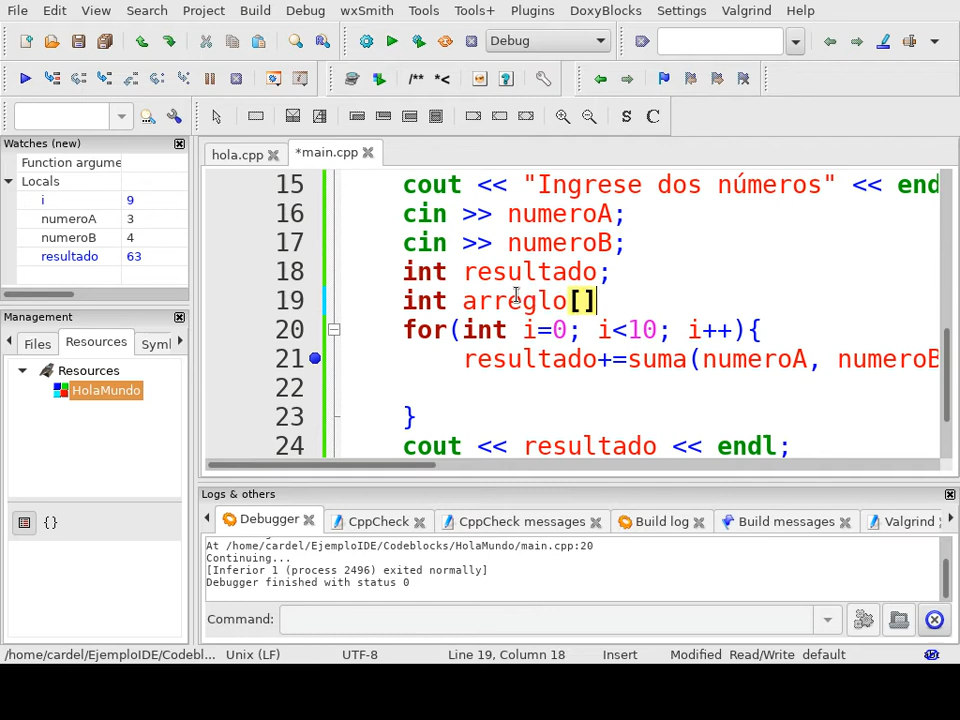 File Edit View Search Project Build Debug wxSmith Tools Tools+ Plugins DoxyBlocks Settings Valgrind Help
Debug
/** *<
S C
Watches (new)
Function argume
Locals
i 9
numeroA 3
numeroB 4
resultado 63
Management
Files Resources Symb
Resources
HolaMundo
{}
hola.cpp *main.cpp
15 cout << "Ingrese dos números" << end
16 cin >> numeroA;
17 cin >> numeroB;
18 int resultado;
19 int arreglo[]
20 for(int i=0; i<10; i++){
21 resultado+=suma(numeroA, numeroB
22
23 }
24 cout << resultado << endl;
Logs & others
Debugger CppCheck CppCheck messages Build log Build messages Valgrind
At /home/cardel/EjemploIDE/Codeblocks/HolaMundo/main.cpp:20
Continuing...
[Inferior 1 (process 2496) exited normally]
Debugger finished with status 0
Command:
/home/cardel/EjemploIDE/Codebl... Unix (LF) UTF-8 Line 19, Column 18 Insert Modified Read/Write default